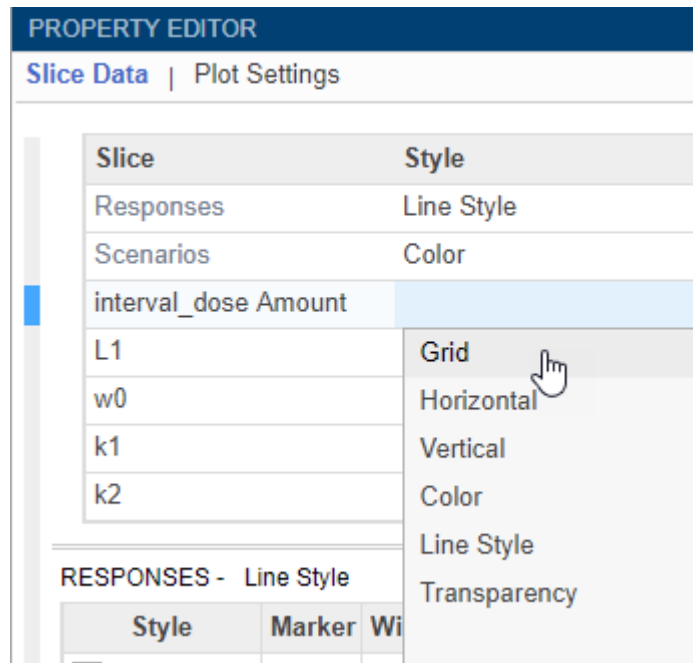 PROPERTY EDITOR
Slice Data | Plot Settings
Slice Style
Responses Line Style
Scenarios Color
interval_dose Amount
L1 Grid
w0 Horizontal
k1 Vertical
k2 Color
Line Style
RESPONSES - Line Style
Transparency
Style Marker Wi